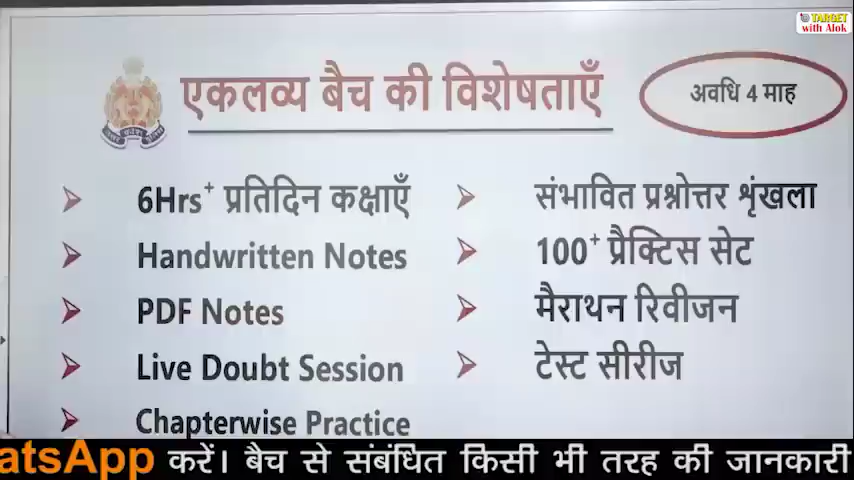 TARGET
with Alok
एकलव्य बैच की विशेषताएँ
अवधि 4 माह
6Hrs+ प्रतिदिन कक्षाएँ
Handwritten Notes
PDF Notes
Live Doubt Session
Chapterwise Practice
संभावित प्रश्नोत्तर शृंखला
100+ प्रैक्टिस सेट
मैराथन रिवीजन
टेस्ट सीरीज
atsApp करें। बैच से संबंधित किसी भी तरह की जानकारी